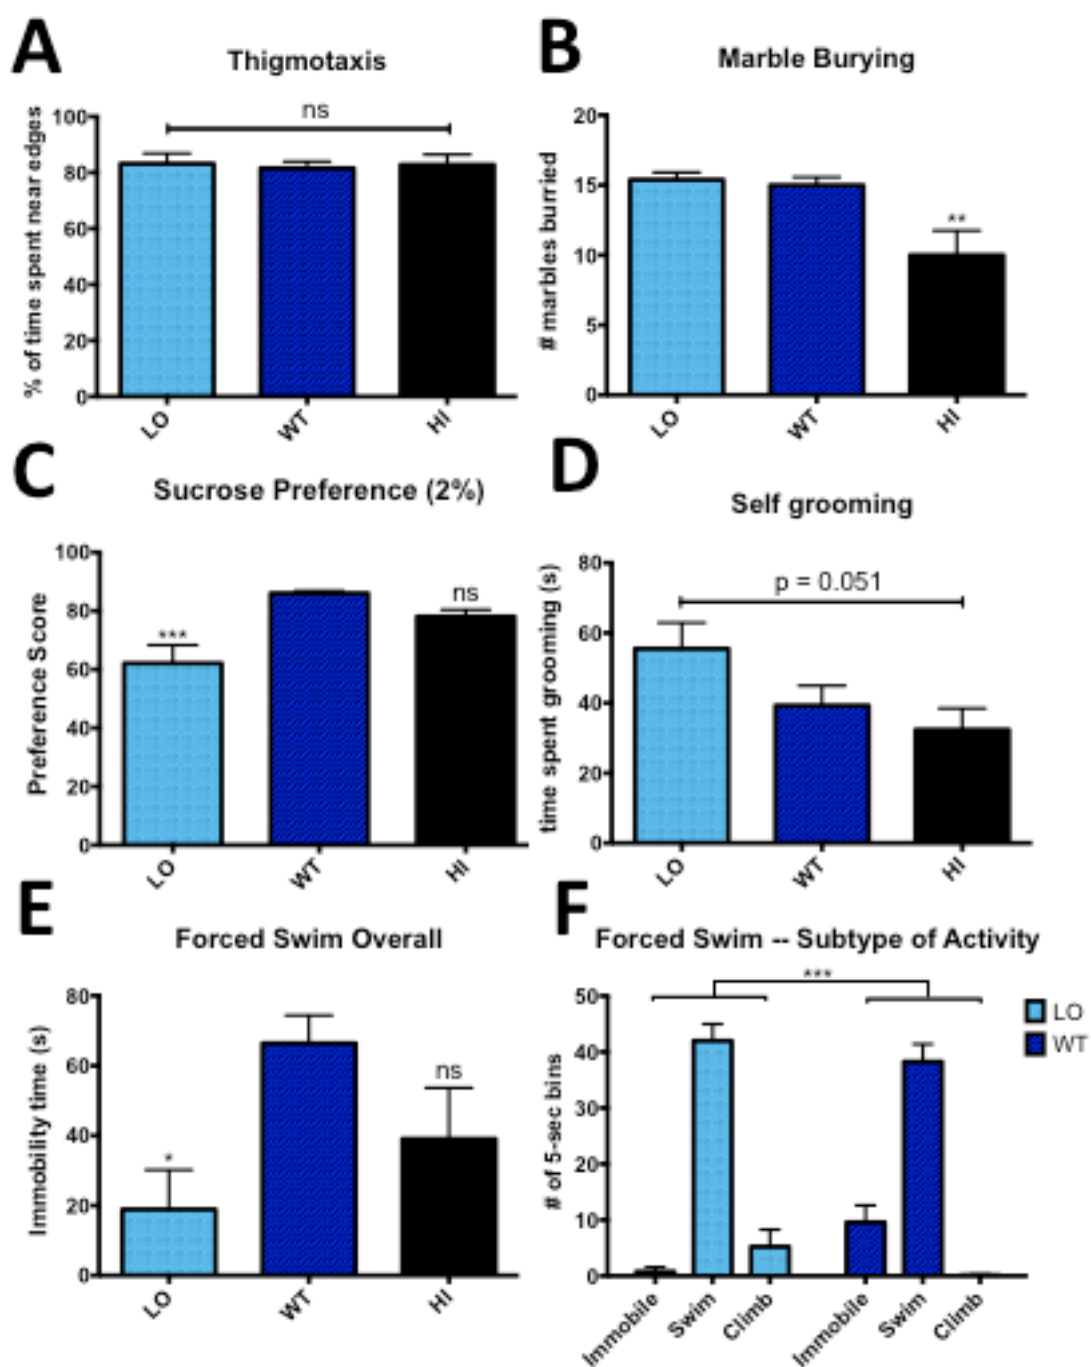 A
Thigmotaxis
% of time spent near edges
100
80
60
40
20
0
ns
LO
WT
HI
B
Marble Burying
# marbles burried
20
15
10
5
0
**
LO
WT
HI
C
Sucrose Preference (2%)
Preference Score
100
80
60
40
20
0
***
ns
LO
WT
HI
D
Self grooming
time spent grooming (s)
80
60
40
20
0
p = 0.051
LO
WT
HI
E
Forced Swim Overall
Immobility time (s)
80
60
40
20
0
*
ns
LO
WT
HI
F
Forced Swim -- Subtype of Activity
# of 5-sec bins
50
40
30
20
10
0
***
LO
WT
Immobile
Swim
Climb
Immobile
Swim
Climb